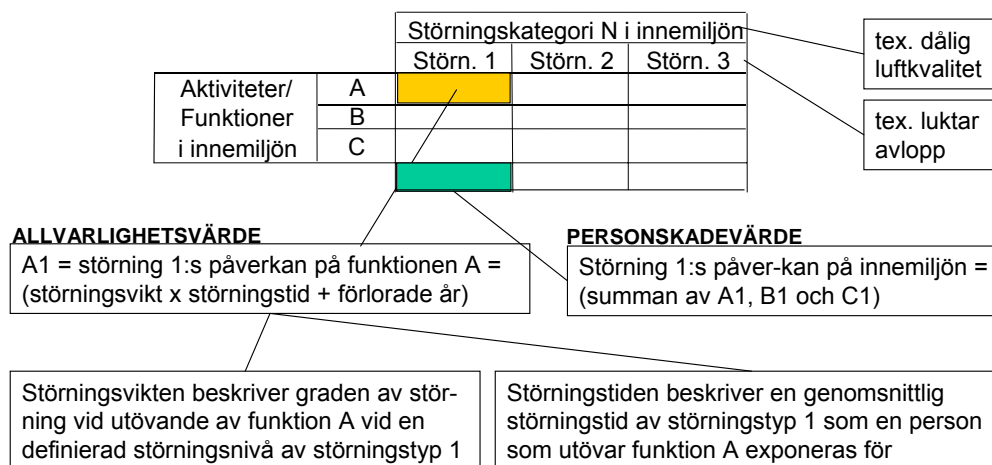 Störningskategori N i innemiljön
Störn. 1 Störn. 2 Störn. 3
tex. dålig
luftkvalitet
Aktiviteter/ A
Funktioner B
i innemiljön C
tex. luktar
avlopp
ALLVARLIGHETSVÄRDE
A1 = störning 1:s påverkan på funktionen A =
(störningsvikt x störningstid + förlorade år)
PERSONSKADEVÄRDE
Störning 1:s påver-kan på innemiljön =
(summan av A1, B1 och C1)
Störningsvikten beskriver graden av stör-
ning vid utövande av funktion A vid en
definierad störningsnivå av störningstyp 1
Störningstiden beskriver en genomsnittlig
störningstid av störningstyp 1 som en person
som utövar funktion A exponeras för